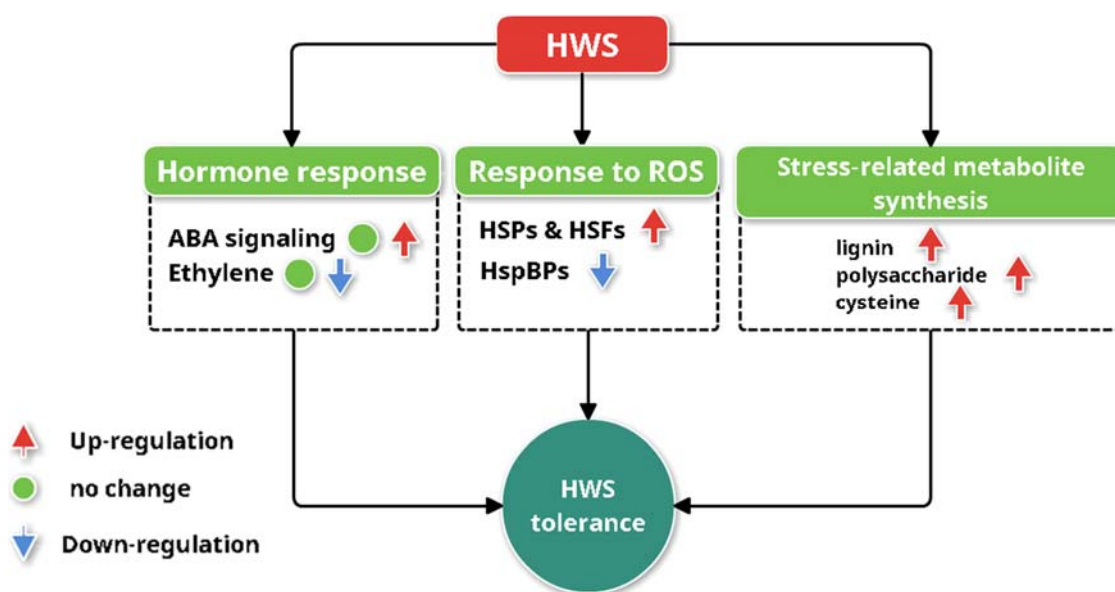 HWS
Hormone response
ABA signaling
Ethylene
Response to ROS
HSPs & HSFs
HspBPs
Stress-related metabolite
synthesis
lignin
polysaccharide
cysteine
Up-regulation
no change
Down-regulation
HWS
tolerance